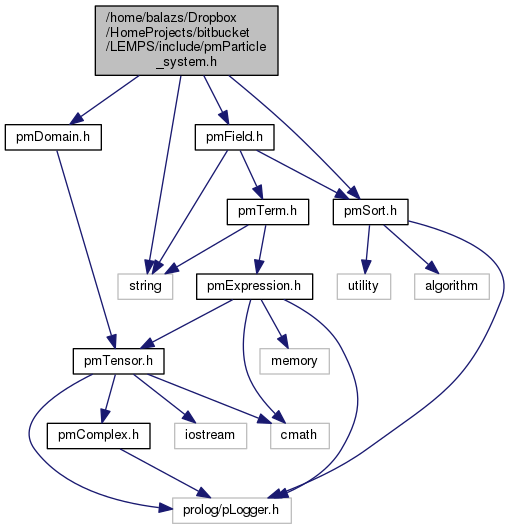 /home/balazs/Dropbox
/HomeProjects/bitbucket
/LEMPS/include/pmParticle
_system.h
pmDomain.h
pmField.h
pmTerm.h
pmSort.h
string
pmExpression.h
utility
algorithm
pmTensor.h
memory
pmComplex.h
iostream
cmath
prolog/pLogger.h